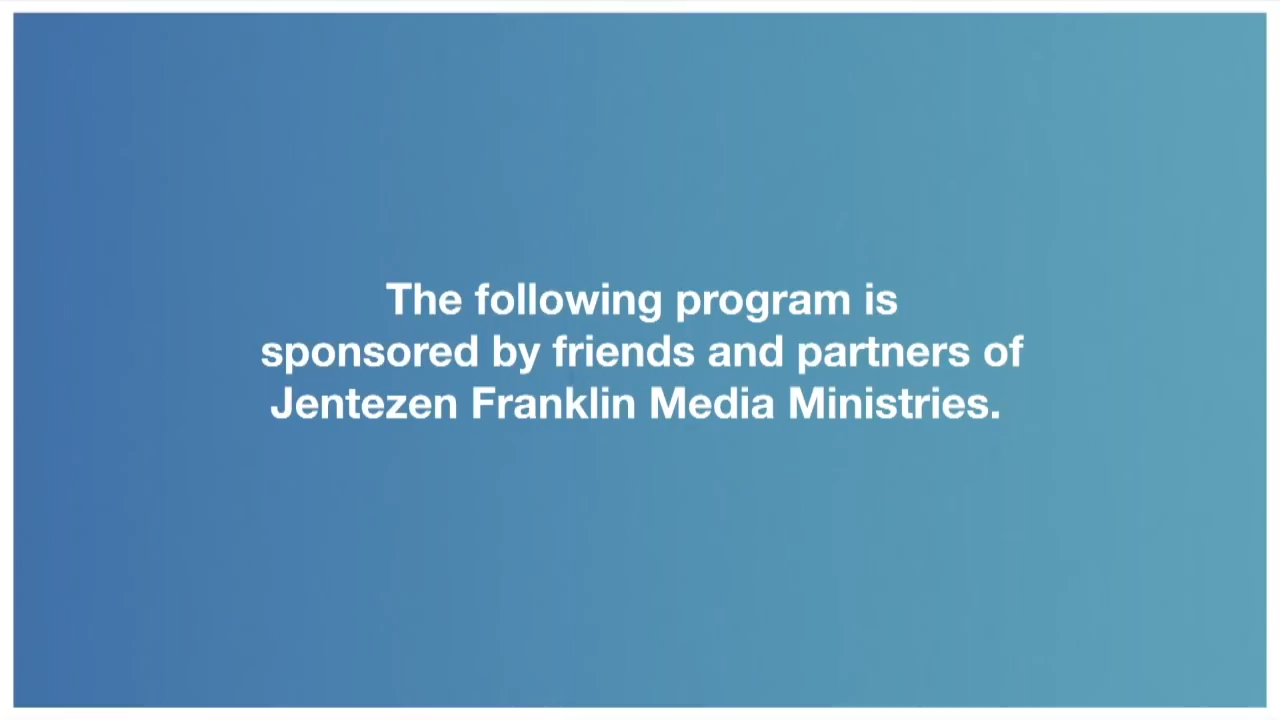 The following program is
sponsored by friends and partners of
Jentezen Franklin Media Ministries.